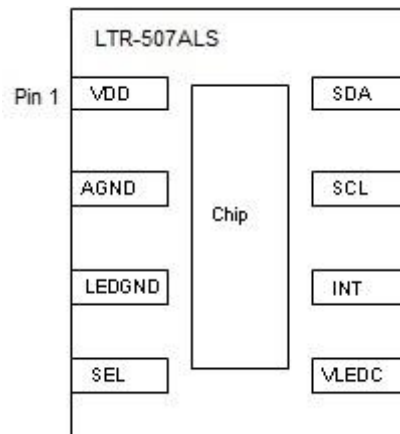 LTR-507ALS
Pin 1 VDD SDA
AGND SCL
Chip
LEDGND INT
SEL VLEDC